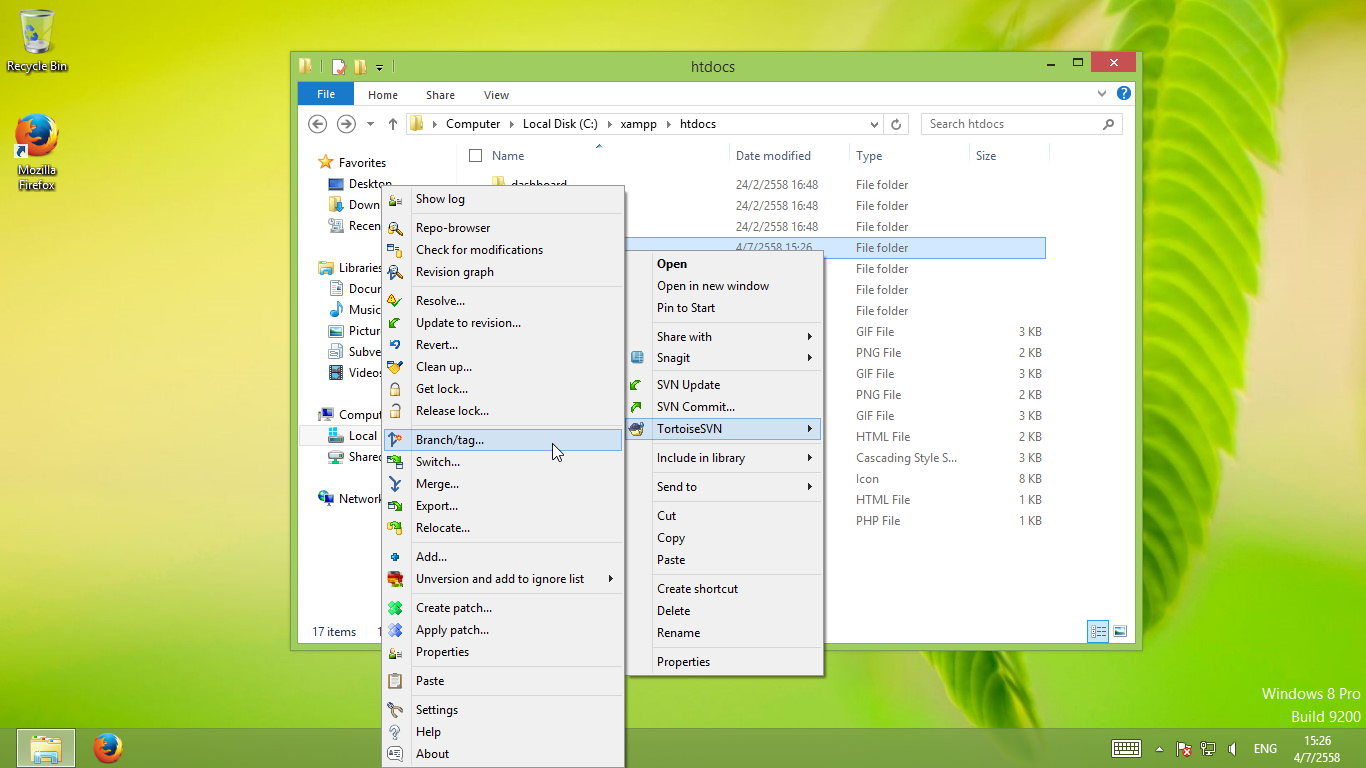 Recycle Bin
Mozilla
Firefox
htdocs
File
Home
Share
View
Computer
Local Disk (C:)
xampp
htdocs
Search htdocs
Name
Date modified
Type
Size
Favorites
Desktop
Down
Recen
Libraries
Docur
Music
Pictur
Subve
Videos
Comput
Local
Shared
Network
dashboard
24/2/2558 16:48
File folder
24/2/2558 16:48
File folder
24/2/2558 16:48
File folder
4/7/2558 15:26
File folder
File folder
File folder
File folder
GIF File
3 KB
PNG File
2 KB
GIF File
3 KB
PNG File
2 KB
GIF File
3 KB
HTML File
2 KB
Cascading Style S...
2 KB
Icon
8 KB
HTML File
1 KB
PHP File
1 KB
17 items
Show log
Repo-browser
Check for modifications
Revision graph
Resolve...
Update to revision...
Revert...
Clean up...
Get lock...
Release lock...
Branch/tag...
Switch...
Merge...
Export...
Relocate...
Add...
Unversion and add to ignore list
Create patch...
Apply patch...
Properties
Paste
Settings
Help
About
Open
Open in new window
Pin to Start
Share with
Snagit
SVN Update
SVN Commit...
TortoiseSVN
Include in library
Send to
Cut
Copy
Paste
Create shortcut
Delete
Rename
Properties
Windows 8 Pro
Build 9200
ENG
15:26
4/7/2558